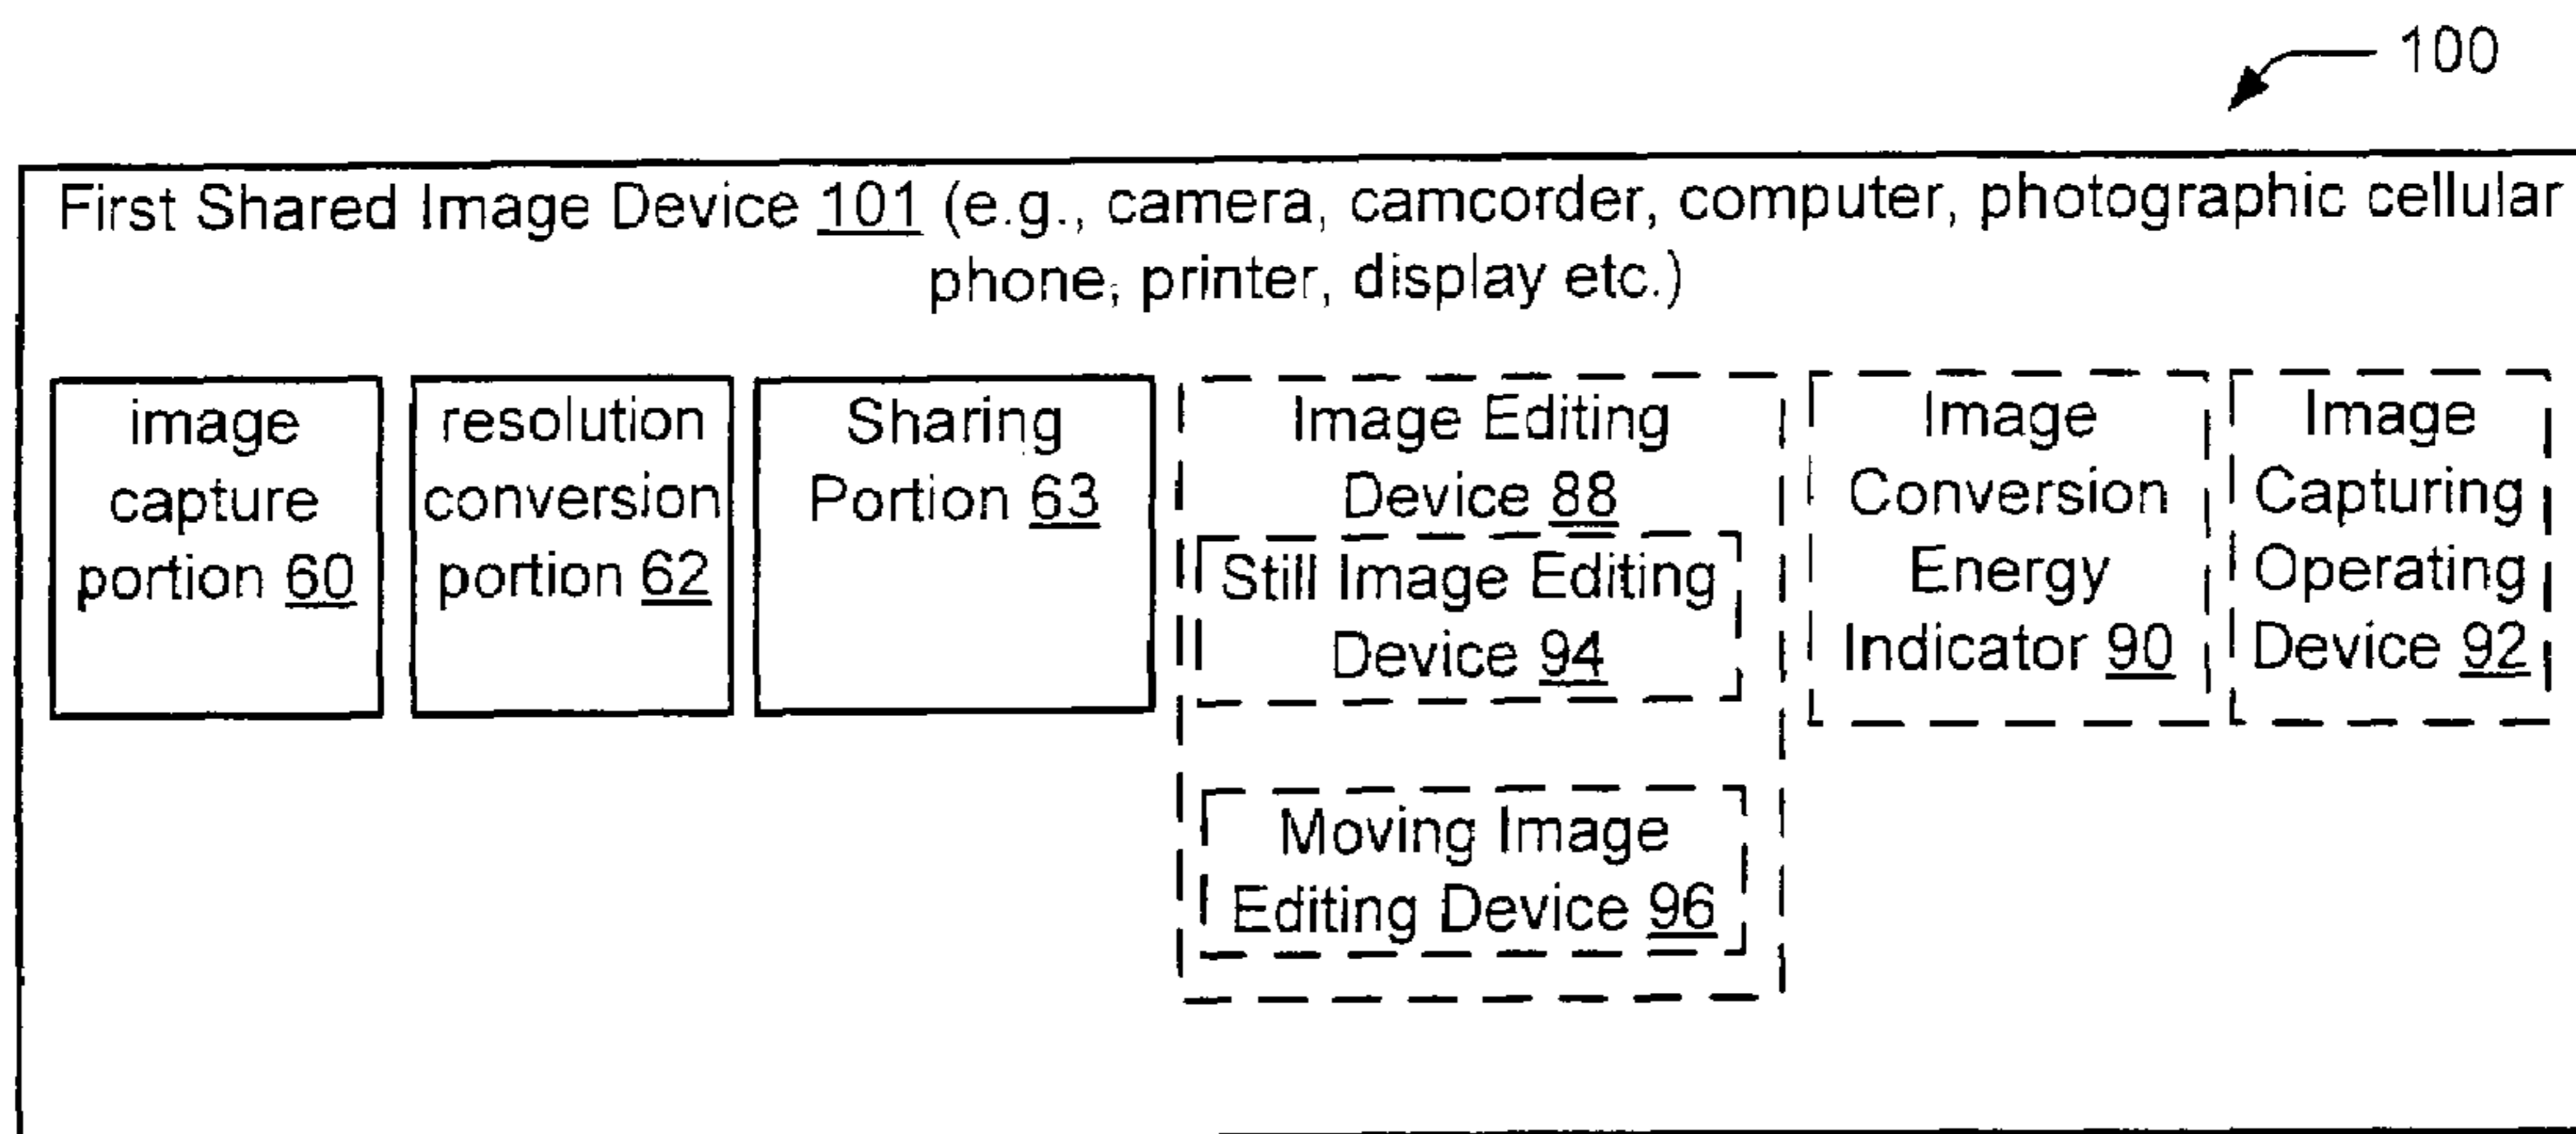 100
First Shared Image Device 101 (e.g., camera, camcorder, computer, photographic cellular
phone, printer, display etc.)
image
capture
portion 60
resolution
conversion
portion 62
Sharing
Portion 63
Image Editing
Device 88
Still Image Editing
Device 94
Moving Image
Editing Device 96
Image
Conversion
Energy
Indicator 90
Image
Capturing
Operating
Device 92